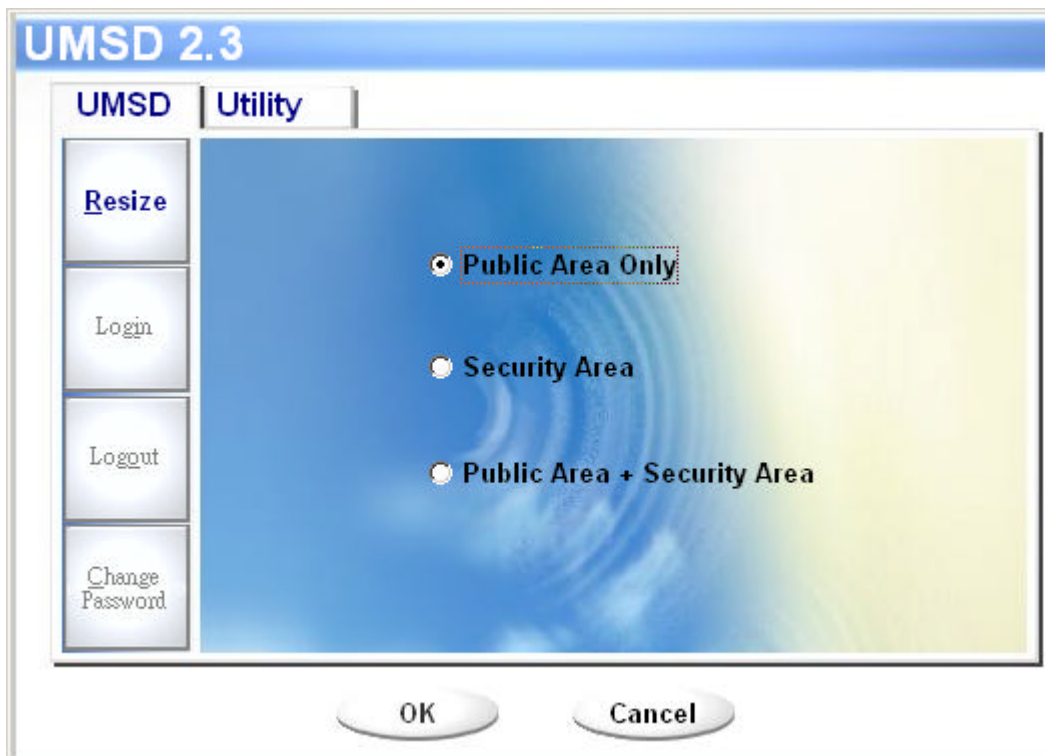 UMSD 2.3
UMSD Utility
Resize
Login
Logout
Change
Password
Public Area Only
Security Area
Public Area + Security Area
OK Cancel